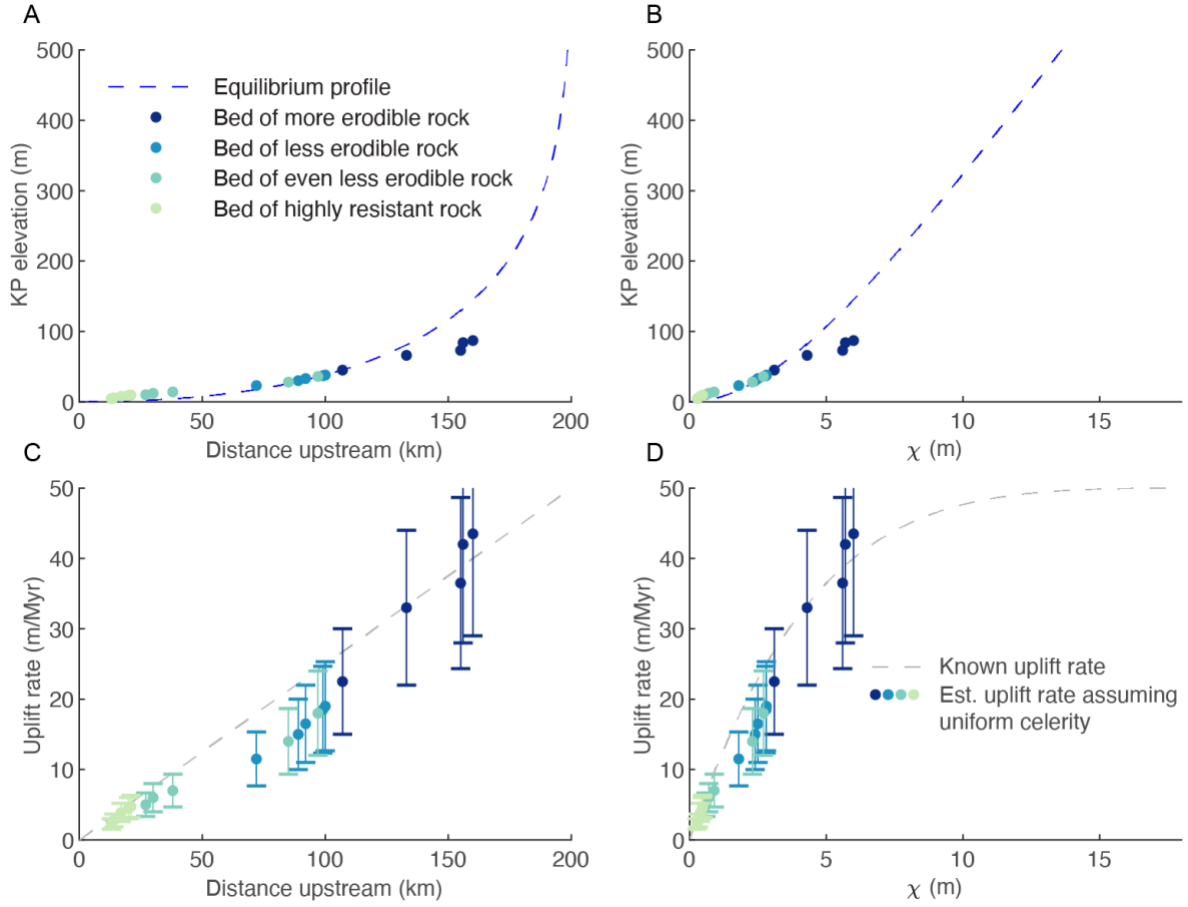 A
B
500
400
300
200
100
0
KP elevation (m)
Equilibrium profile
Bed of more erodible rock
Bed of less erodible rock
Bed of even less erodible rock
Bed of highly resistant rock
0
50
100
150
200
Distance upstream (km)
500
400
300
200
100
0
KP elevation (m)
0
5
10
15
χ (m)
C
D
50
40
30
20
10
0
Uplift rate (m/Myr)
0
50
100
150
200
Distance upstream (km)
50
40
30
20
10
0
Uplift rate (m/Myr)
Known uplift rate
Est. uplift rate assuming
uniform celerity
0
5
10
15
χ (m)